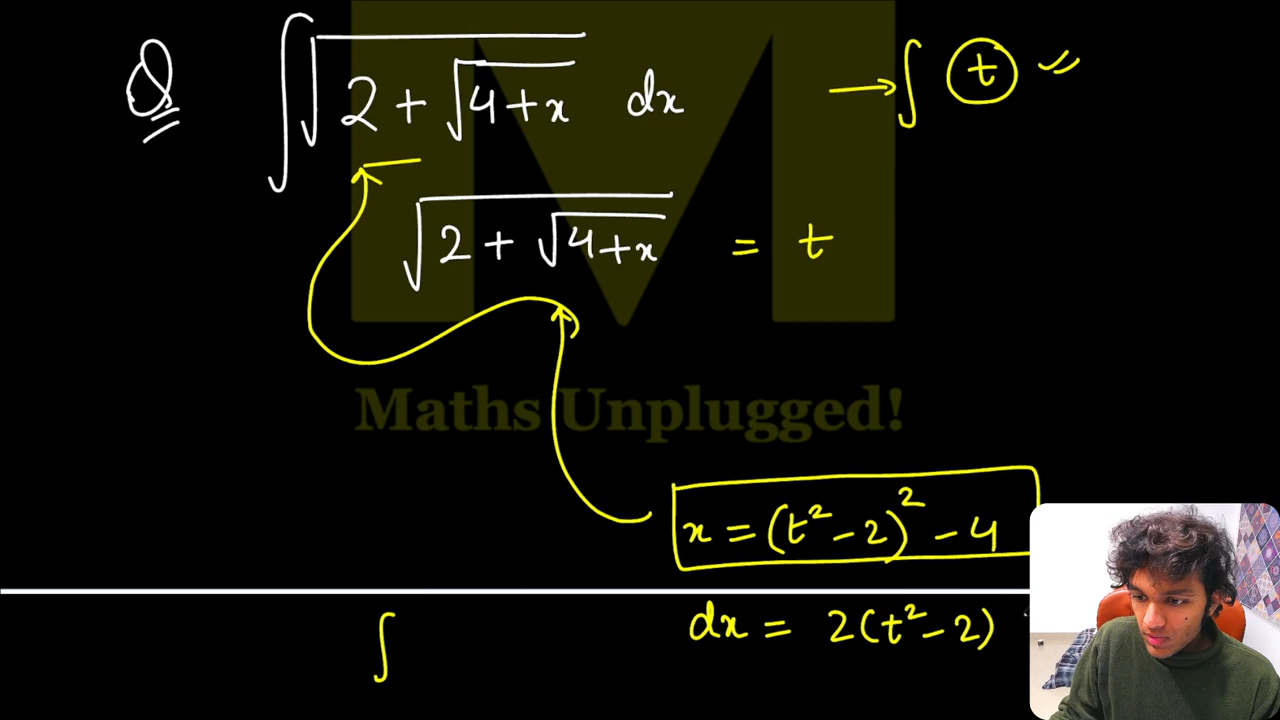 Q ∫√(2 + √(4+x)) dx → ∫ t
√(2 + √(4+x)) = t
Maths Unplugged!
x = (t² - 2)² - 4
∫ dx = 2(t² - 2)